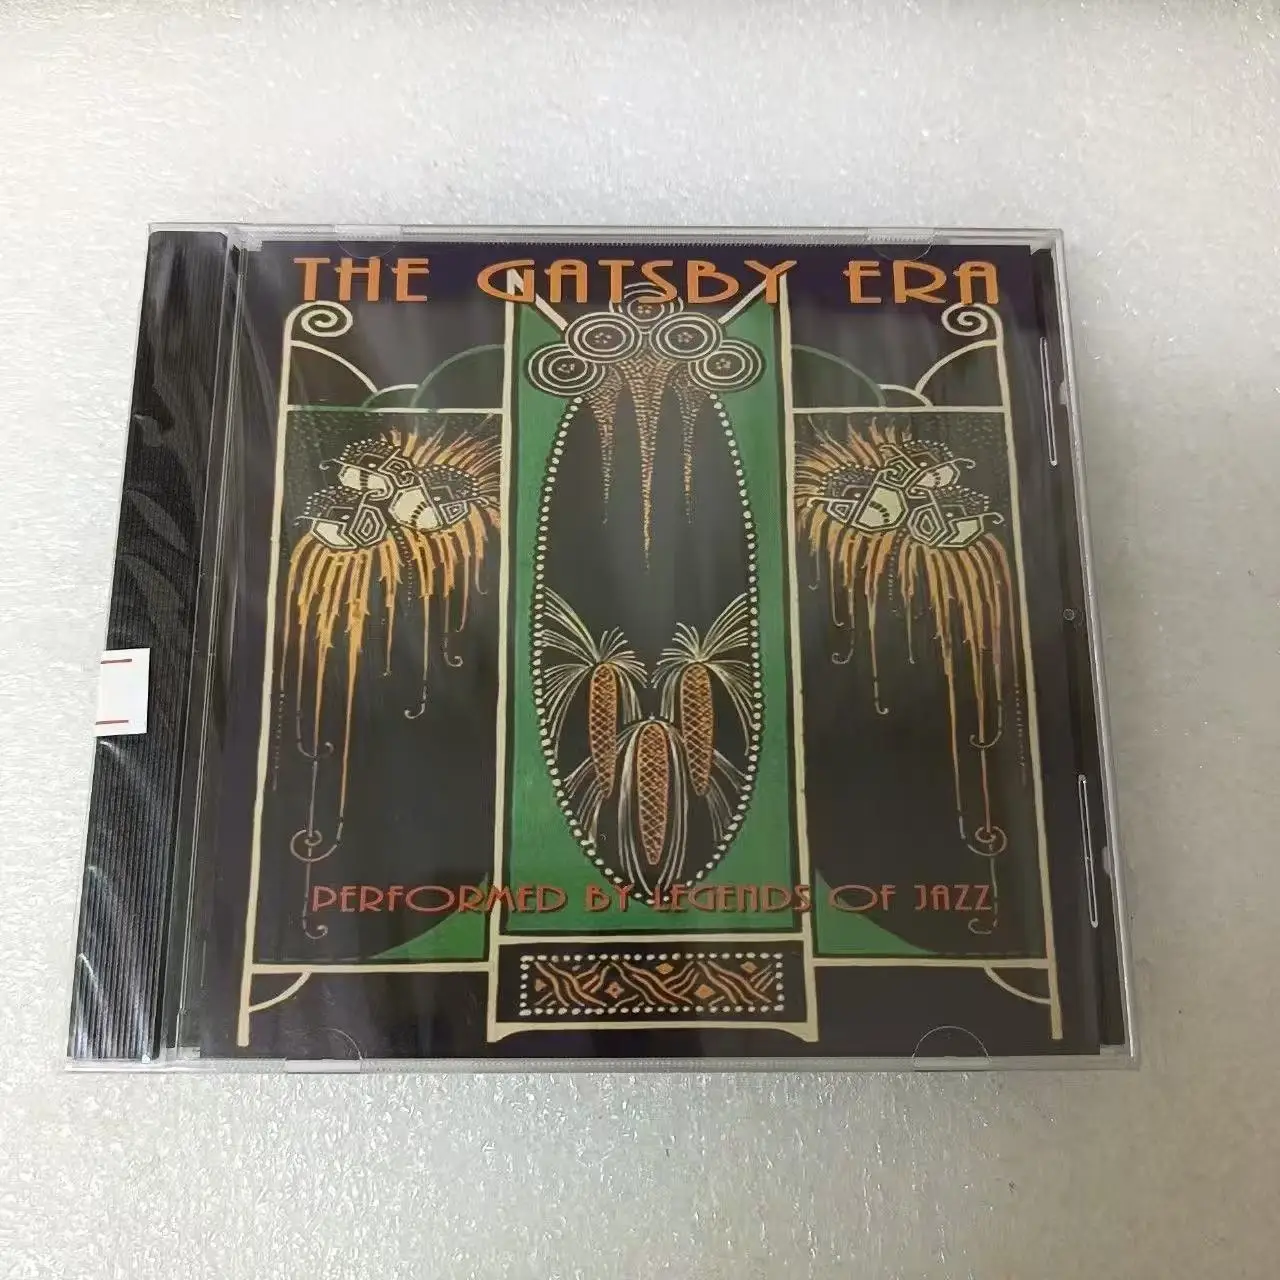 THE GATSBY ERA
PERFORMED BY LEGENDS OF JAZZ